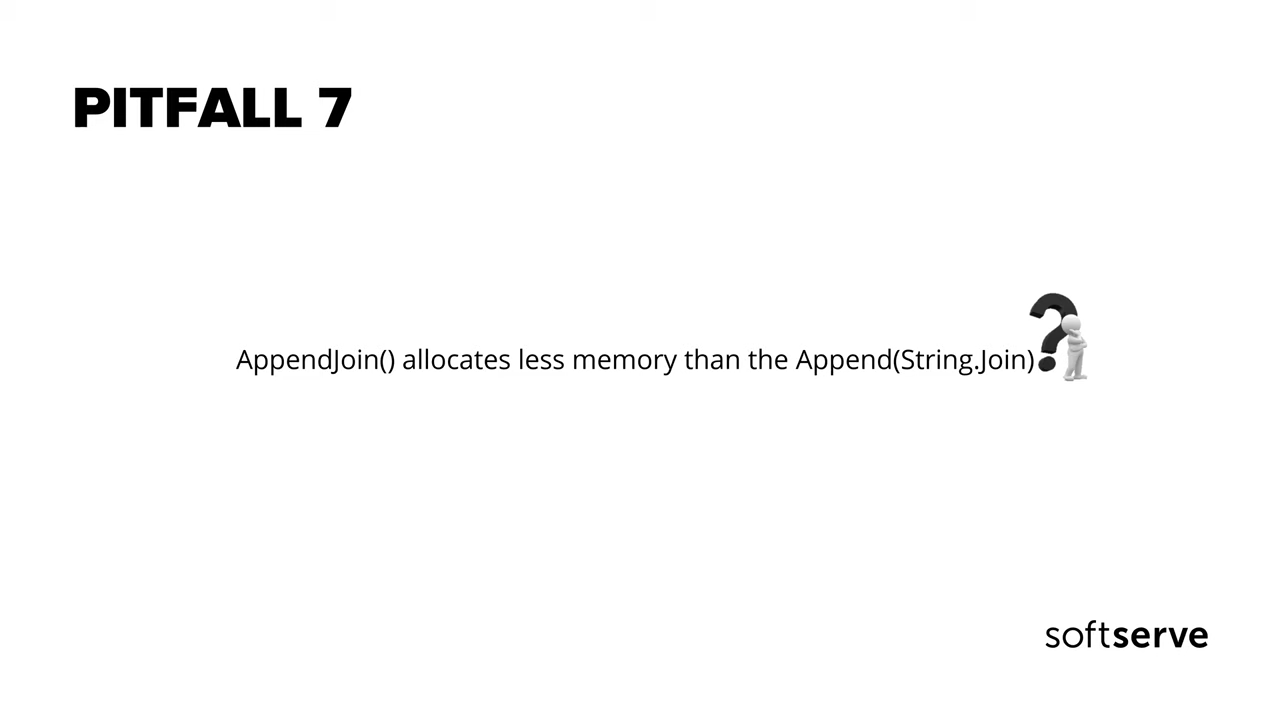 PITFALL 7
AppendJoin() allocates less memory than the Append(String.Join)
softserve